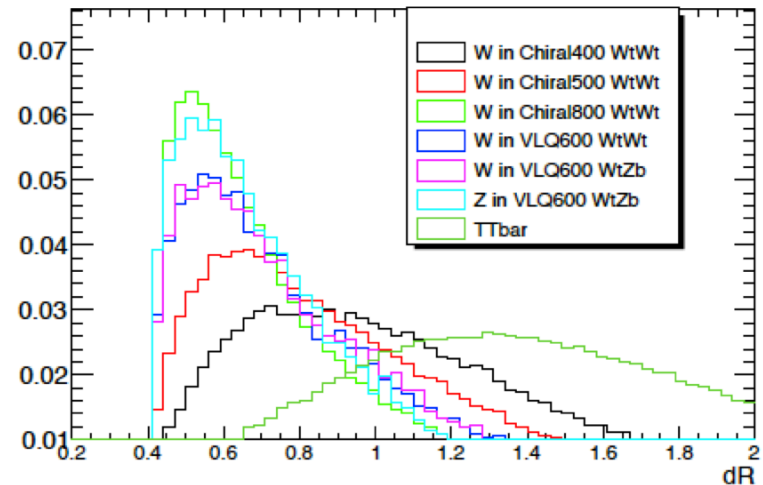 0.07
0.06
0.05
0.04
0.03
0.02
0.01
W in Chiral400 WtWt
W in Chiral500 WtWt
W in Chiral800 WtWt
W in VLQ600 WtWt
W in VLQ600 WtZb
Z in VLQ600 WtZb
TTbar
0.2 0.4 0.6 0.8 1 1.2 1.4 1.6 1.8 2
dR